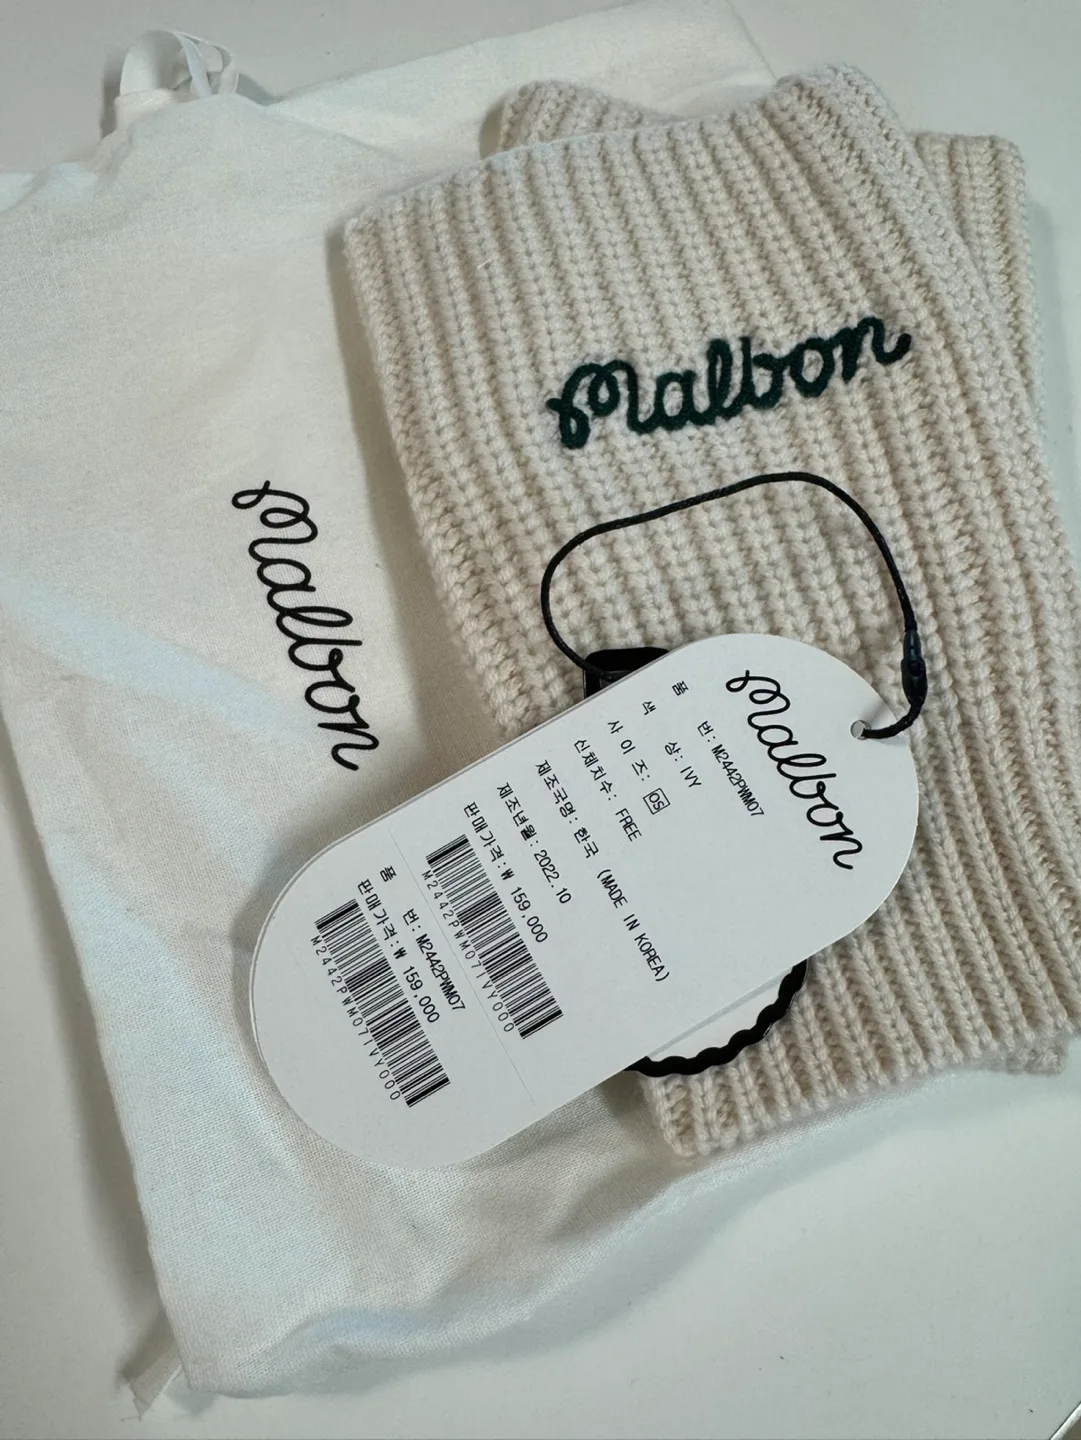 malbon
malbon
malbon
품 번: M2442PWM07
색 상: IVY
사 이 즈: OS
신체치수: FREE
제조국명: 한국 (MADE IN KOREA)
제조년월: 2022.10
판매가격: ₩ 159,000
M2442PWM07IVY000
품 번: M2442PWM07
판매가격: ₩ 159,000
M2442PWM07IVY000